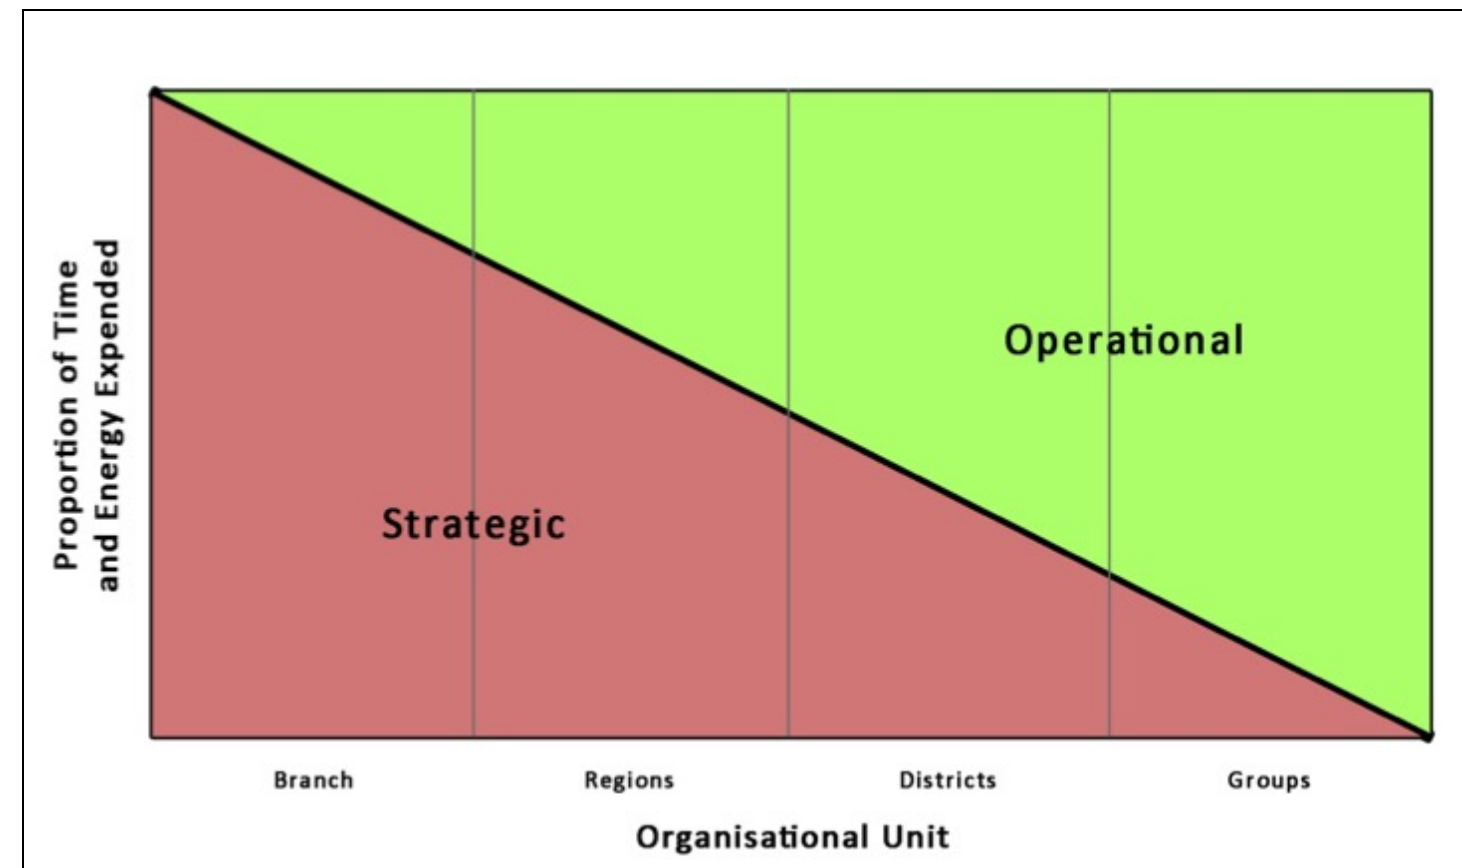 Proportion of Time
and Energy Expended
Operational
Strategic
Branch
Regions
Districts
Groups
Organisational Unit